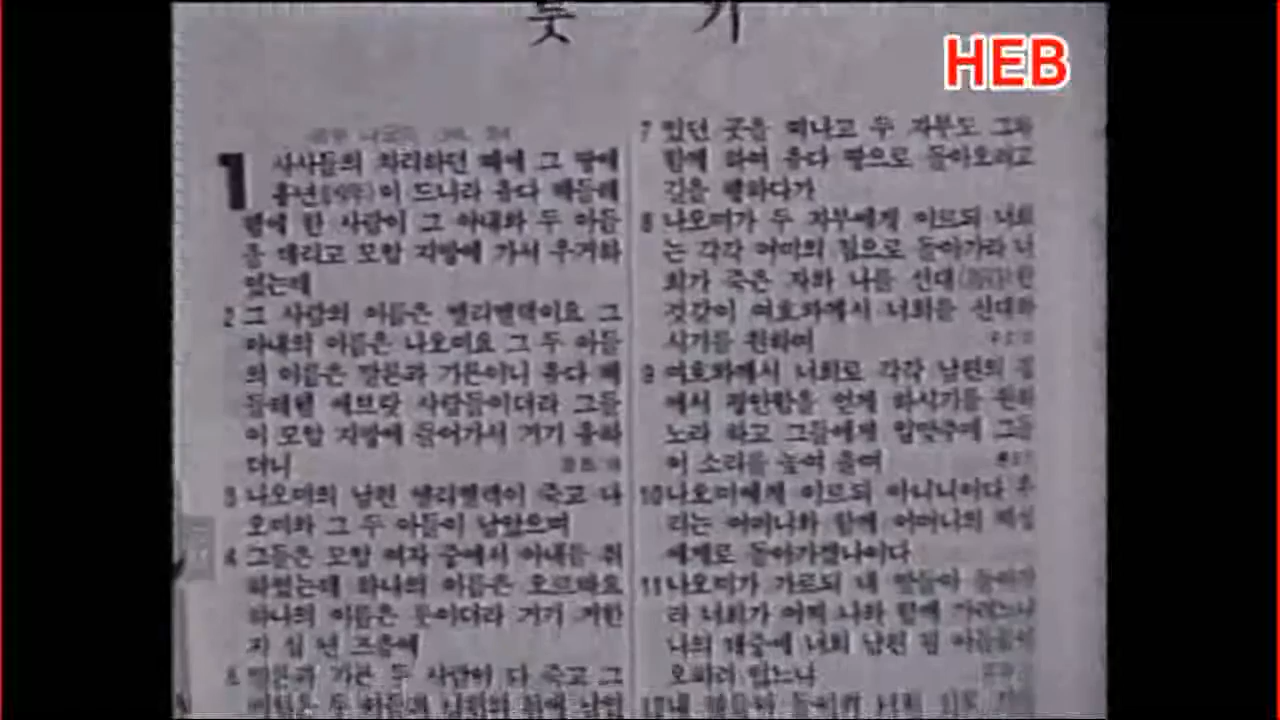 룻 기
HEB
1 사사들의 치리하던 때에 그 땅에
흉년이 드니라 유다 베들레
헴에 한 사람이 그 아내와 두 아들
을 데리고 모압 지방에 가서 우거하
였는데
2 그 사람의 이름은 엘리멜렉이요 그
아내의 이름은 나오미요 그 두 아들
의 이름은 말론과 기룐이니 유다 베
들레헴 에브랏 사람들이더라 그들
이 모압 지방에 들어가서 거기 유하
더니
3 나오미의 남편 엘리멜렉이 죽고 나
오미와 그 두 아들이 남았으며
4 그들은 모압 여자 중에서 아내를 취
하였는데 하나의 이름은 오르바요
하나의 이름은 룻이더라 거기 거한
지 십 년 즈음에
5 말론과 기룐 두 사람이 다 죽고 그
7 있던 곳을 떠나고 두 자부도 그와
함께 하여 유다 땅으로 돌아오려고
길을 행하다가
8 나오미가 두 자부에게 이르되 너희
는 각각 어미의 집으로 돌아가라 너
희가 죽은 자와 나를 선대한
것같이 여호와께서 너희를 선대하
시기를 원하며
9 여호와께서 너희로 각각 남편의 집
에서 평안함을 얻게 하시기를 원하
노라 하고 그들에게 입맞추매 그들
이 소리를 높여 울며
10 나오미에게 이르되 아니니이다 우
리는 어머니와 함께 어머니의 백성
에게로 돌아가겠나이다
11 나오미가 가로되 내 딸들아 돌아가
라 너희가 어찌 나와 함께 가려느냐
나의 태중에 너희 남편 될 아들들이
오히려 있느냐